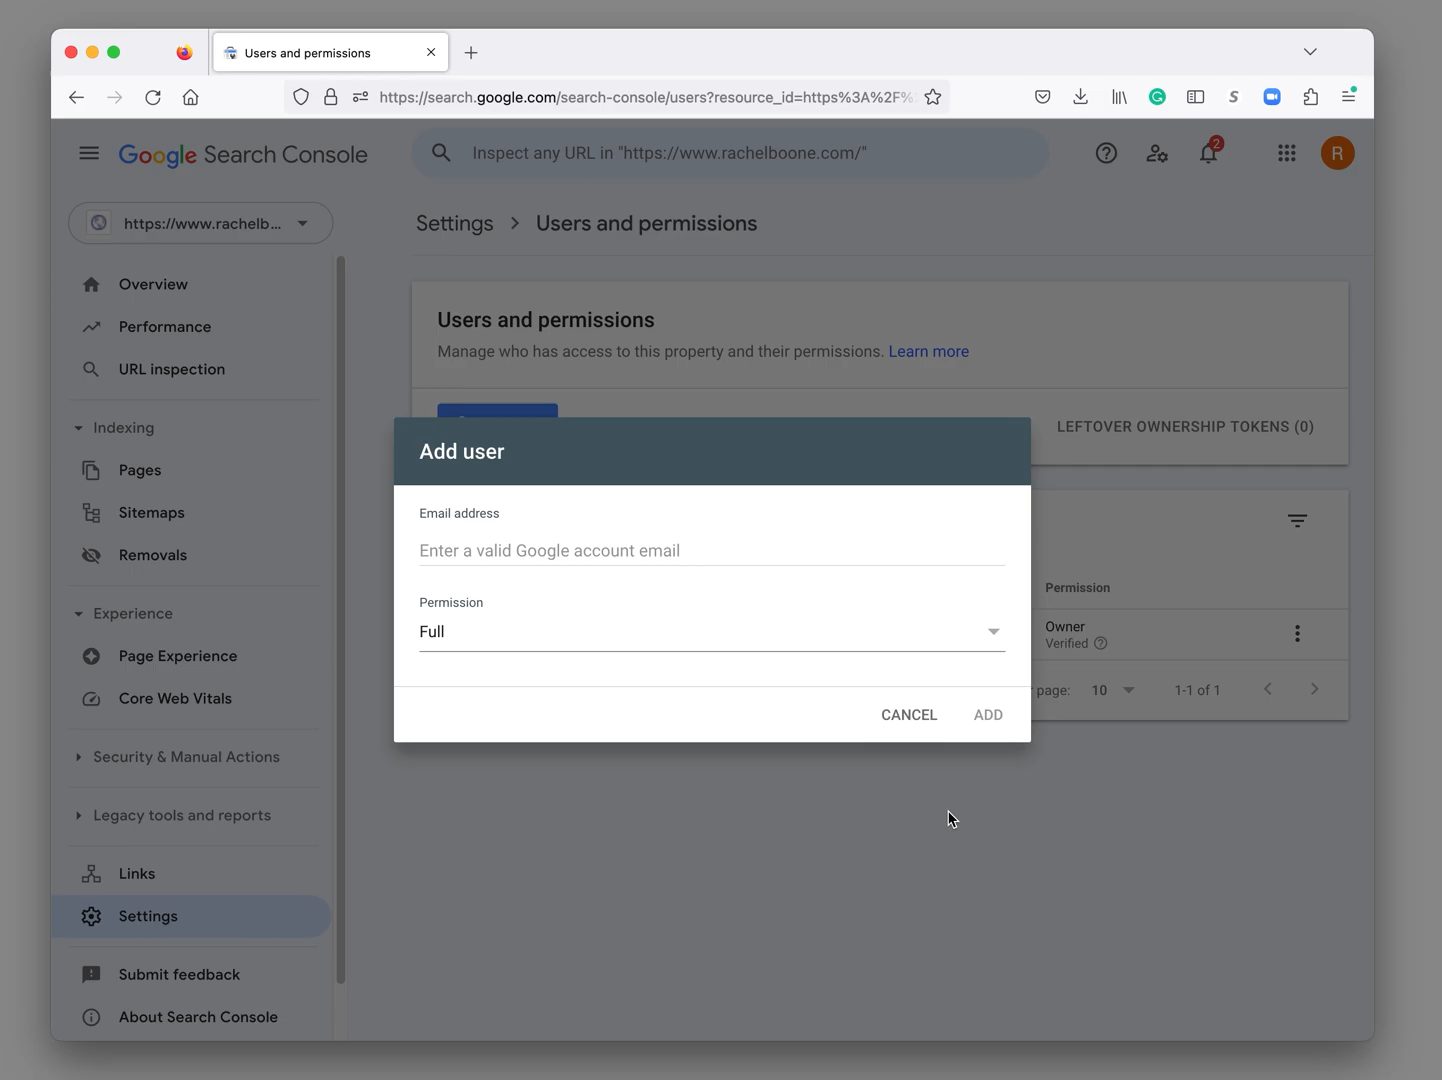 Users and permissions
https://search.google.com/search-console/users?resource_id=https%3A%2F%
Google Search Console
Inspect any URL in "https://www.rachelboone.com/"
2
R
https://www.rachelb...
Settings > Users and permissions
Overview
Performance
URL inspection
Indexing
Pages
Sitemaps
Removals
Experience
Page Experience
Core Web Vitals
Security & Manual Actions
Legacy tools and reports
Links
Settings
Submit feedback
About Search Console
Users and permissions
Manage who has access to this property and their permissions. Learn more
LEFTOVER OWNERSHIP TOKENS (0)
Add user
Email address
Enter a valid Google account email
Permission
Full
CANCEL ADD
Permission
Owner
Verified
page: 10 1-1 of 1